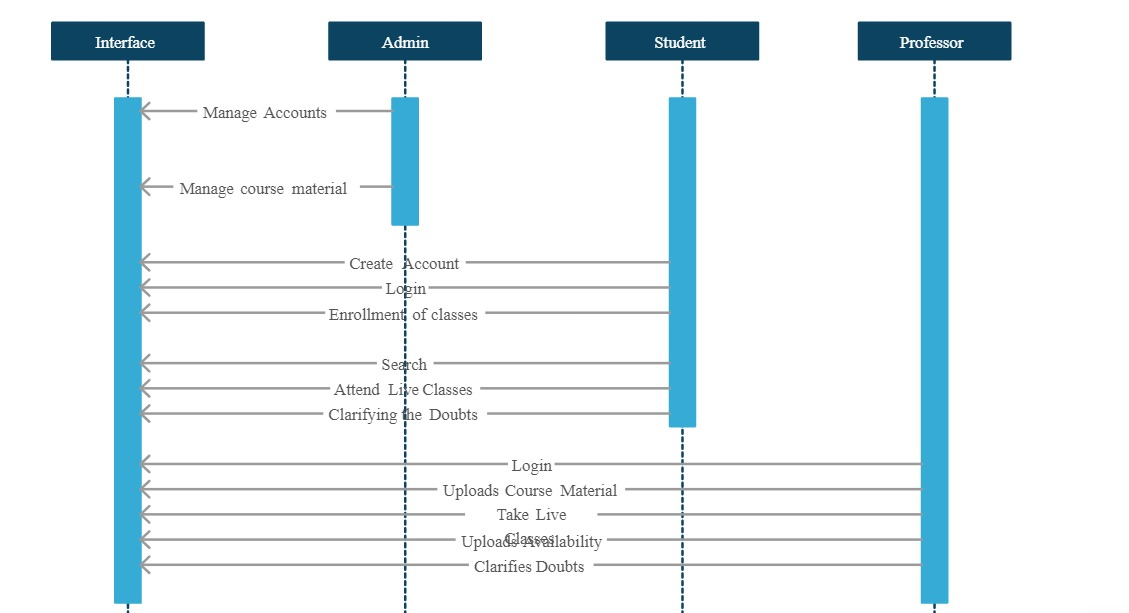 Interface Admin Student Professor
Manage Accounts
Manage course material
Create Account
Login
Enrollment of classes
Search
Attend Live Classes
Clarifying the Doubts
Login
Uploads Course Material
Take Live
Classes
Uploads Availability
Clarifies Doubts